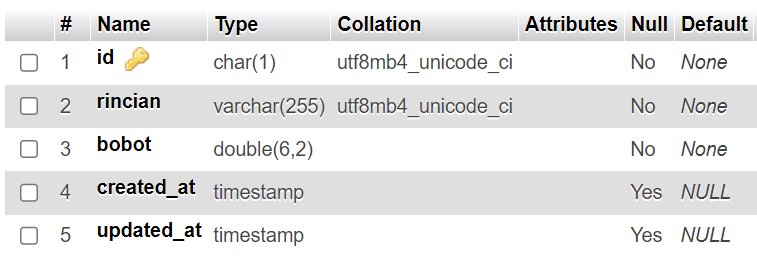 # Name Type Collation Attributes Null Default
1 id char(1) utf8mb4_unicode_ci No None
2 rincian varchar(255) utf8mb4_unicode_ci No None
3 bobot double(6,2) No None
4 created_at timestamp Yes NULL
5 updated_at timestamp Yes NULL